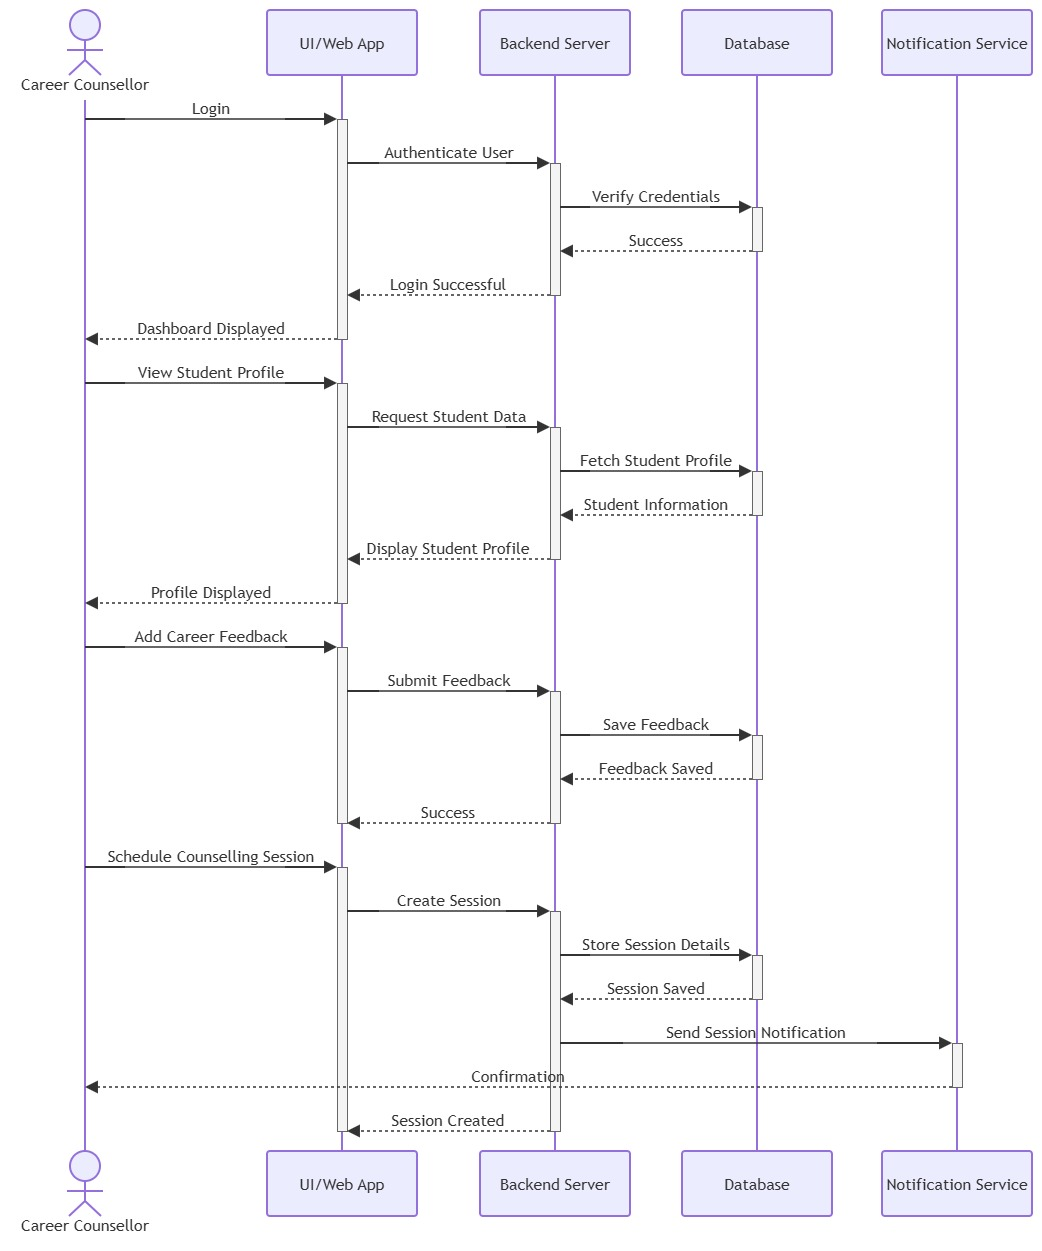 Career Counsellor
UI/Web App
Backend Server
Database
Notification Service
Login
Authenticate User
Verify Credentials
Success
Login Successful
Dashboard Displayed
View Student Profile
Request Student Data
Fetch Student Profile
Student Information
Display Student Profile
Profile Displayed
Add Career Feedback
Submit Feedback
Save Feedback
Feedback Saved
Success
Schedule Counselling Session
Create Session
Store Session Details
Session Saved
Send Session Notification
Confirmation
Session Created
Career Counsellor
UI/Web App
Backend Server
Database
Notification Service